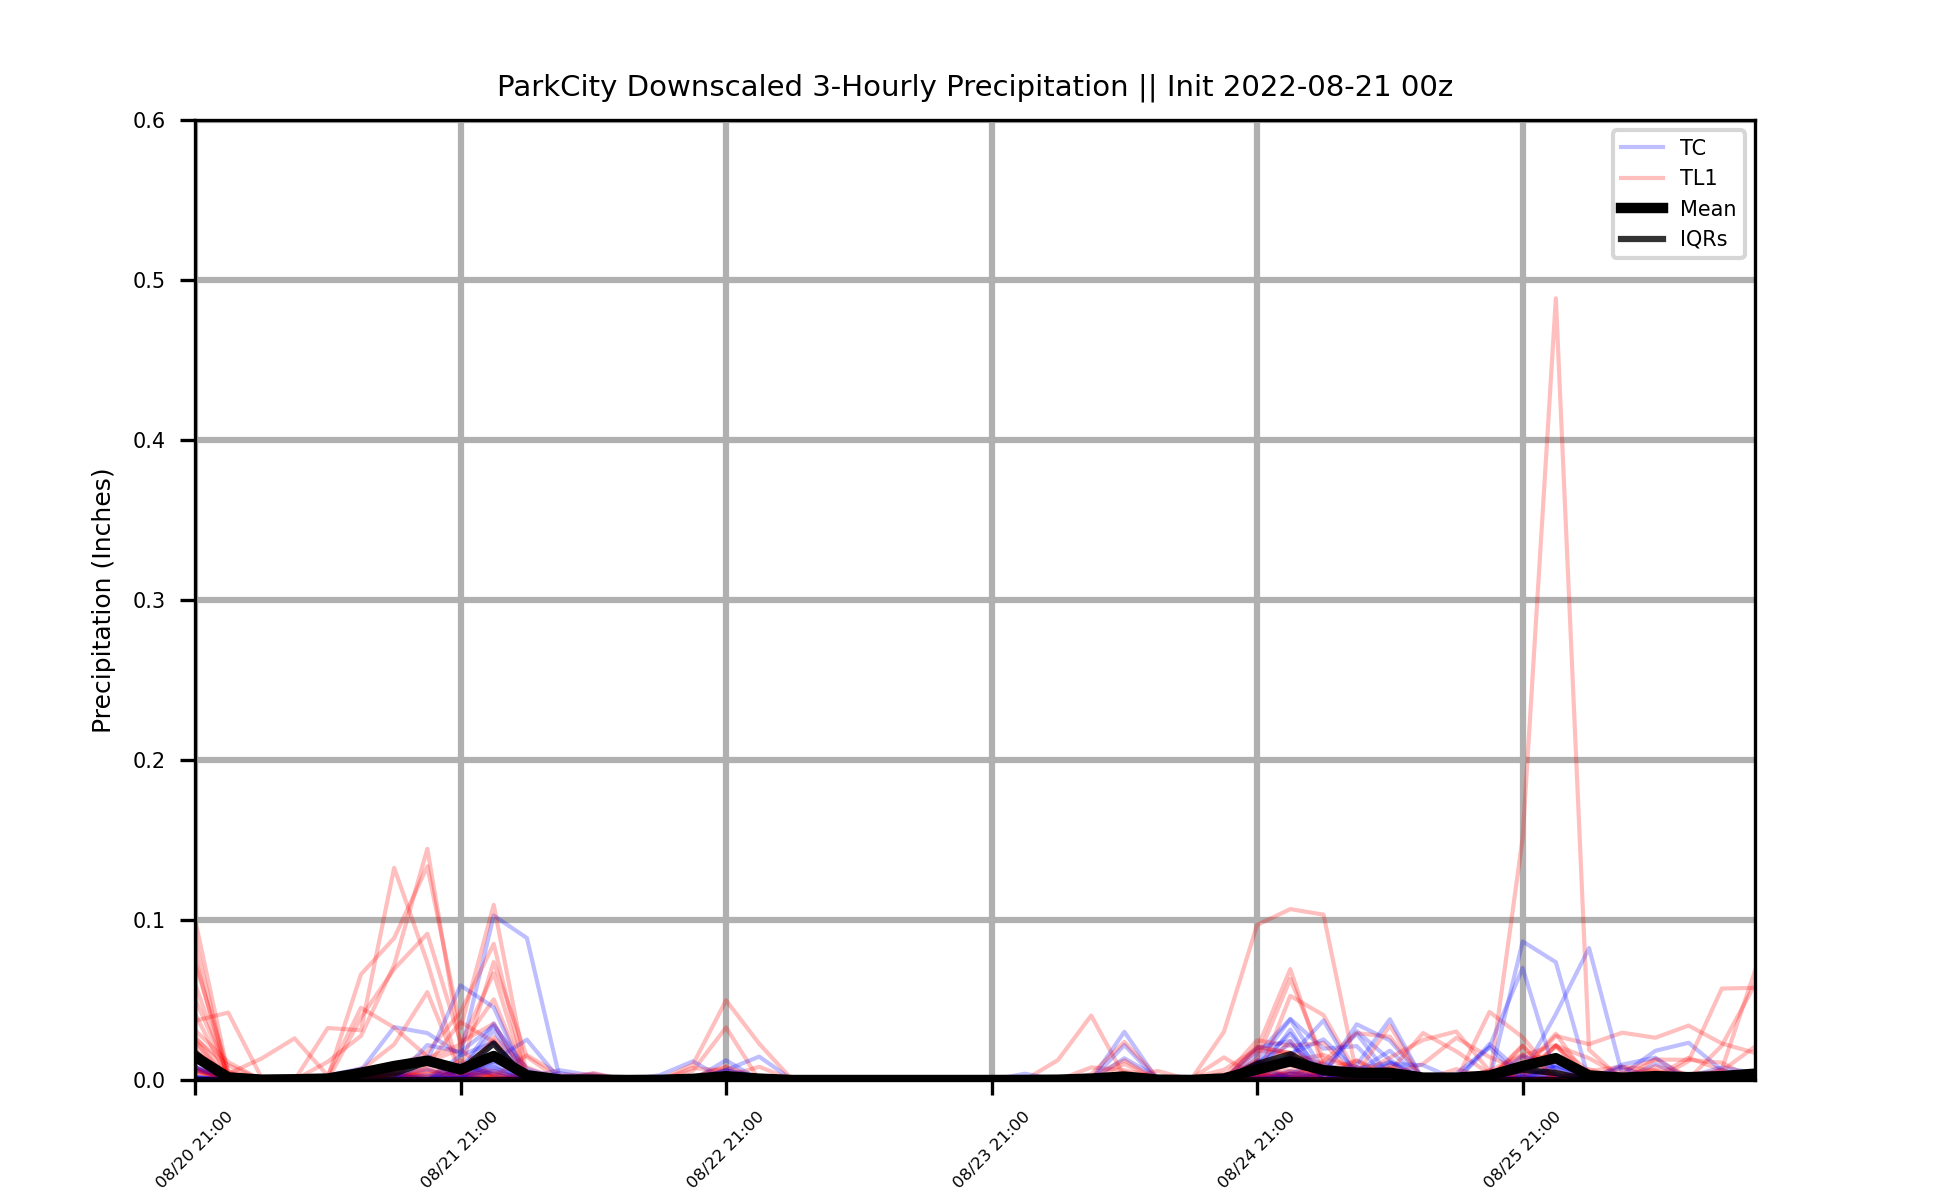 ParkCity Downscaled 3-Hourly Precipitation || Init 2022-08-21 00z
TC
TL1
Mean
IQRs
Precipitation (Inches)
0.6
0.5
0.4
0.3
0.2
0.1
0.0
08/20 21:00
08/21 21:00
08/22 21:00
08/23 21:00
08/24 21:00
08/25 21:00